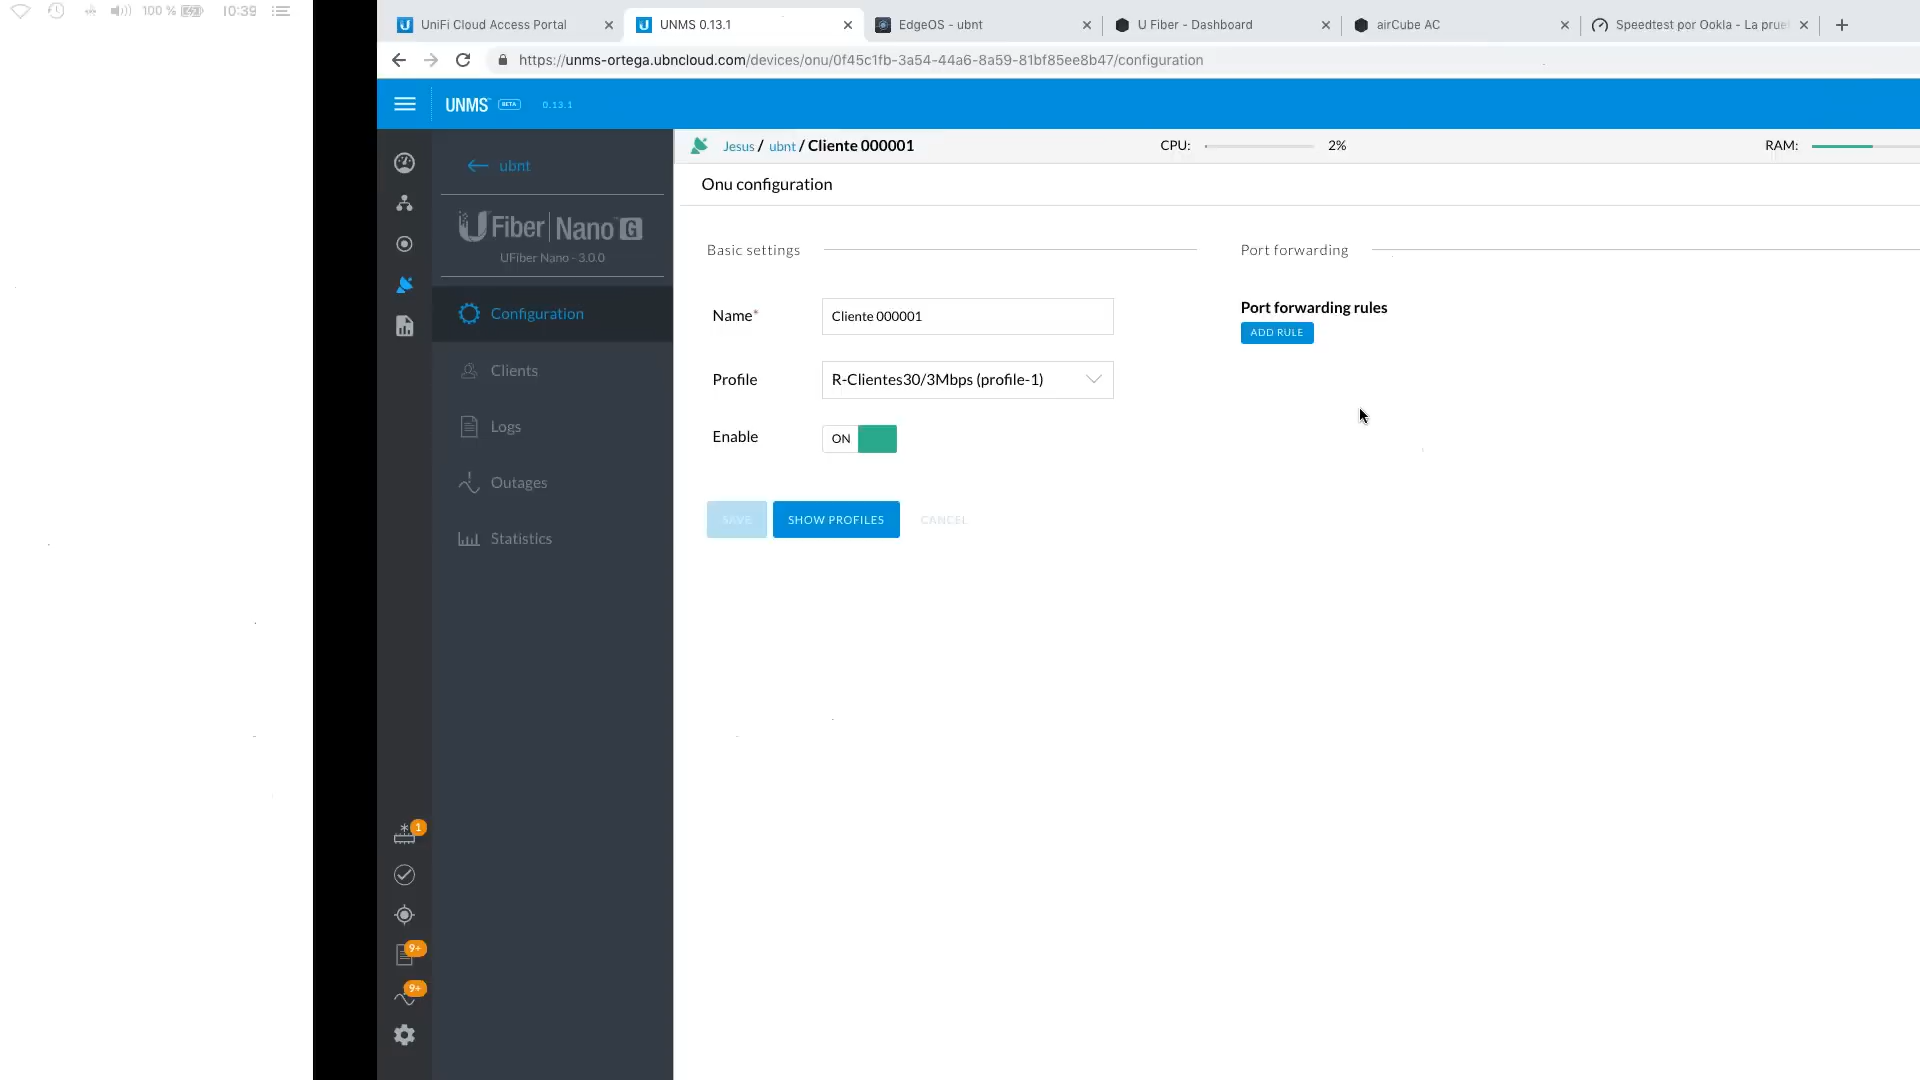 100 %
10:39
UniFi Cloud Access Portal
UNMS 0.13.1
EdgeOS - ubnt
U Fiber - Dashboard
airCube AC
Speedtest por Ookla - La prue
https://unms-ortega.ubncloud.com/devices/onu/0f45c1fb-3a54-44a6-8a59-81bf85ee8b47/configuration
UNMS BETA 0.13.1
Jesus / ubnt / Cliente 000001
CPU: 2%
RAM:
ubnt
U Fiber | Nano G
UFiber Nano - 3.0.0
Configuration
Clients
Logs
Outages
Statistics
1
9+
9+
Onu configuration
Basic settings
Name*
Cliente 000001
Profile
R-Clientes30/3Mbps (profile-1)
Enable
ON
SAVE
SHOW PROFILES
CANCEL
Port forwarding
Port forwarding rules
ADD RULE